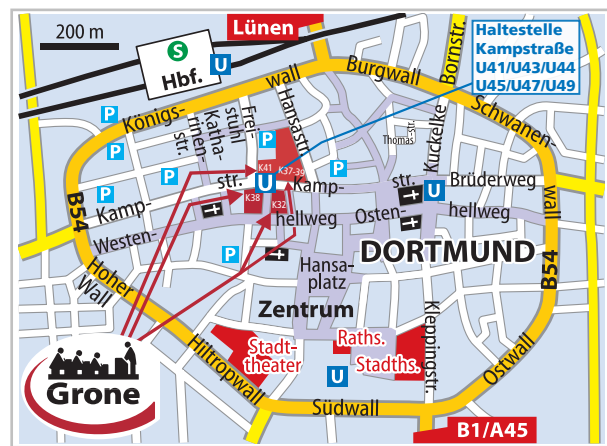 200 m
Lünen
S
Hbf.
U
Haltestelle
Kampstraße
U41/U43/U44
U45/U47/U49
Bornstr.
Burgwall
wall
Königs-
Schwanen-
wall
P
P
P
P
P
P
P
P
Katha-
rinen-
str.
Frei-
stuhl
Hansastr.
Thomas-
str.
Kuckelke
K41
K37-39
K38
K32
U
Kamp-
str.
Kamp-
str.
U
Brüderweg
Westen-
hellweg
Osten-
hellweg
B54
B54
DORTMUND
Hansa-
platz
Zentrum
Hoher
Wall
Hiltropwall
Stadt-
theater
Raths.
Stadths.
U
Kleppingstr.
Ostwall
Südwall
B1/A45
Grone